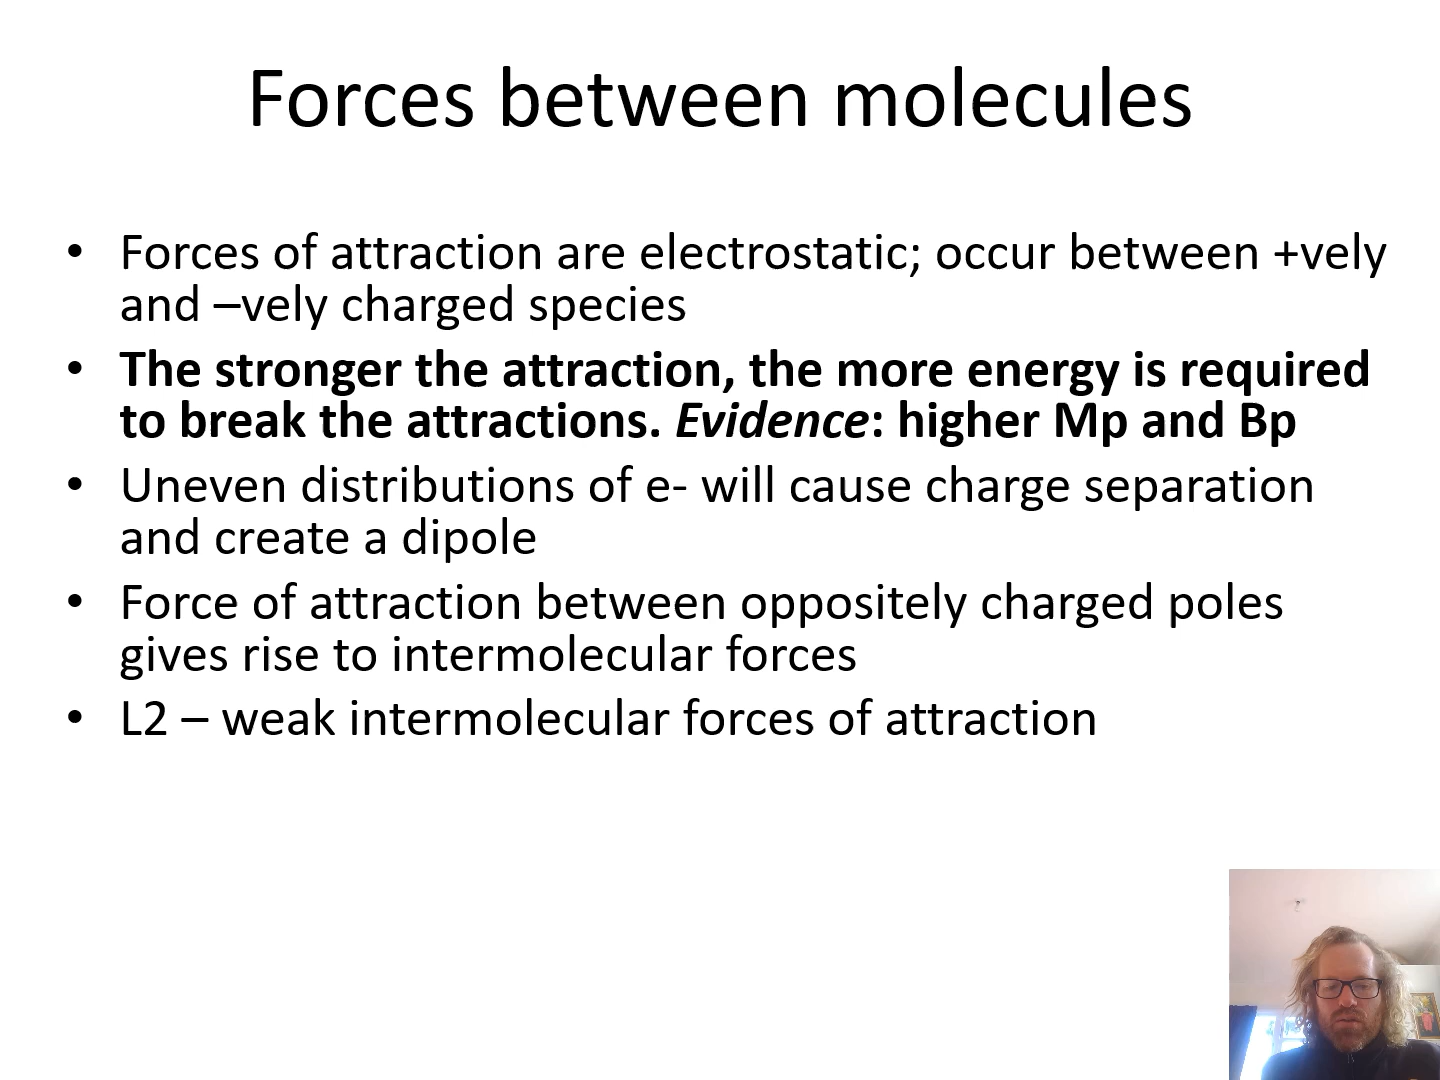 Forces between molecules
• Forces of attraction are electrostatic; occur between +vely
and –vely charged species
• The stronger the attraction, the more energy is required
to break the attractions. Evidence: higher Mp and Bp
• Uneven distributions of e- will cause charge separation
and create a dipole
• Force of attraction between oppositely charged poles
gives rise to intermolecular forces
• L2 – weak intermolecular forces of attraction